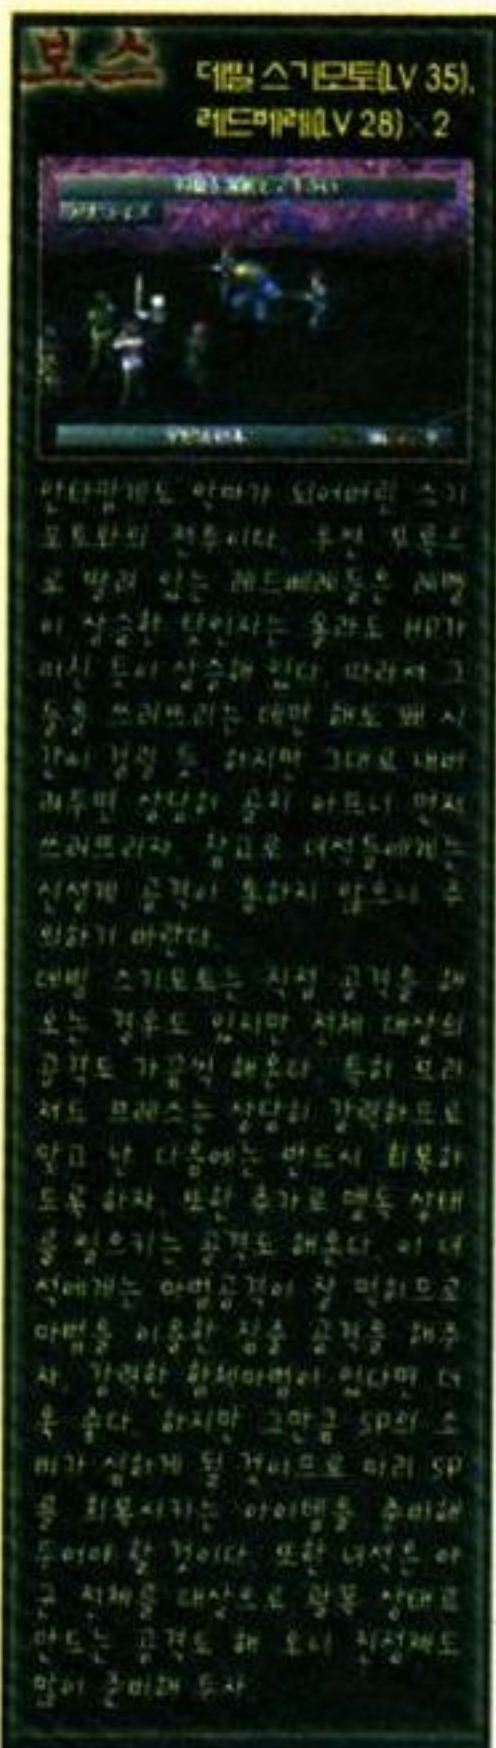 보스
데빌 스기모토(LV 35),
레드베레(LV 28) × 2
안타깝게도 악마가 되어버린 스기
모토와의 전투이다. 우선
로 딸려 있는 레드베레들은 레벨
이 상승한 탓인지는 몰라도 HP가
미친 듯이 상승해 있다. 따라서 그
들을 쓰러뜨리는 데만 해도 꽤 시
간이 걸릴 듯. 하지만 그대로 내버
려두면 상당히 골치 아프니 먼저
쓰러뜨리자. 참고로 녀석들에게는
신성계 공격이 통하지 않으니 주
의하기 바란다.
데빌 스기모토는 직접 공격을 해
오는 경우도 있지만 전체 대상의
공격도 가끔씩 해온다. 특히 브리
저드 브레스는 상당히 강력하므로
맞고 난 다음에는 반드시 회복하
도록 하자. 또한 추가로 맹독 상태
를 일으키는 공격도 해온다. 이 녀
석에게는 마법공격이 잘 먹히므로
마법을 이용한 집중 공격을 해주
자. 강력한 합체마법이 있다면 더
욱 좋다. 하지만 그만큼 SP의 소
비가 심하게 될 것이므로 미리 SP
를 회복시키는 아이템을 준비해
두어야 할 것이다. 또한 녀석은 아
군 전체를 대상으로 상태로
만드는 공격도 해 오니 진성제도
많이 준비해 두자.